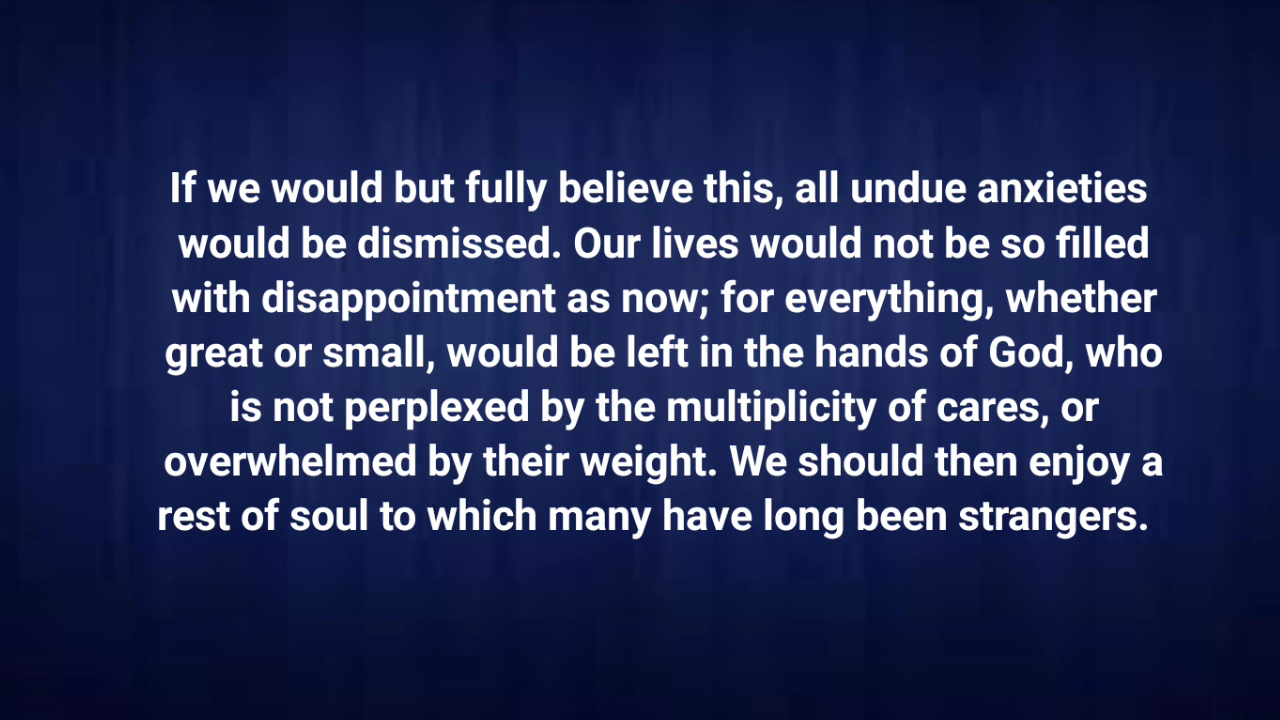 If we would but fully believe this, all undue anxieties
would be dismissed. Our lives would not be so filled
with disappointment as now; for everything, whether
great or small, would be left in the hands of God, who
is not perplexed by the multiplicity of cares, or
overwhelmed by their weight. We should then enjoy a
rest of soul to which many have long been strangers.